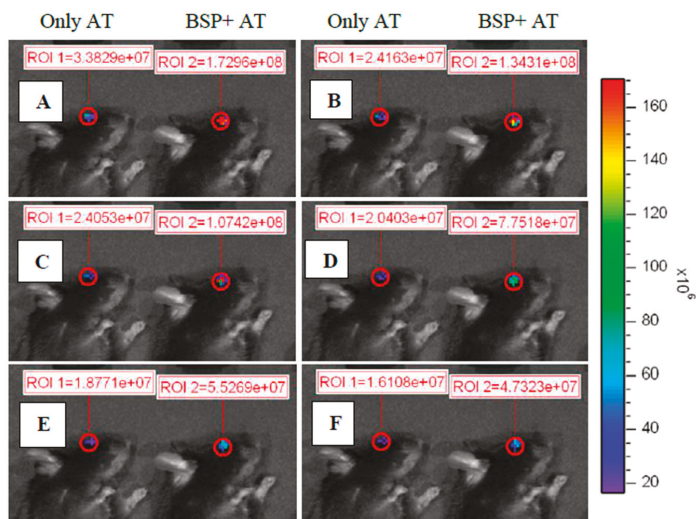 Only AT BSP+ AT Only AT BSP+ AT
ROI 1=3.3829e+07 ROI 2=1.7296e+08 ROI 1=2.4163e+07 ROI 2=1.3431e+08
A B
ROI 1=2.4053e+07 ROI 2=1.0742e+08 ROI 1=2.0403e+07 ROI 2=7.7518e+07
C D
ROI 1=1.8771e+07 ROI 2=5.5269e+07 ROI 1=1.6108e+07 ROI 2=4.7323e+07
E F
160
140
120
100
80
60
40
20
x10⁶